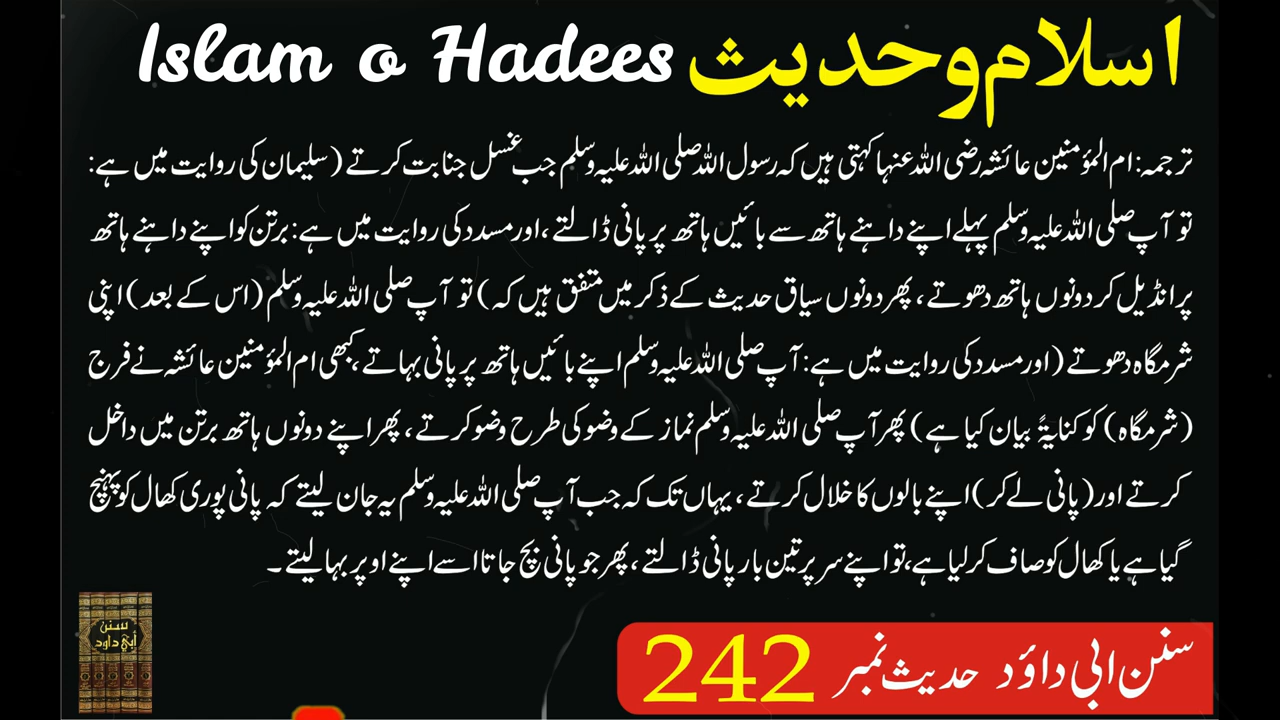 Islam o Hadees اسلام و حدیث
ترجمہ: ام المؤمنین عائشہ رضی اللہ عنہا کہتی ہیں کہ رسول اللہ صلی اللہ علیہ وسلم جب غسل جنابت کرتے (سلیمان کی روایت میں ہے:
تو آپ صلی اللہ علیہ وسلم پہلے اپنے داہنے ہاتھ سے بائیں ہاتھ پر پانی ڈالتے، اور مسدد کی روایت میں ہے: برتن کو اپنے داہنے ہاتھ
پر انڈیل کر دونوں ہاتھ دھوتے، پھر دونوں سیاق حدیث کے ذکر میں متفق ہیں کہ) تو آپ صلی اللہ علیہ وسلم (اس کے بعد) اپنی
شرمگاہ دھوتے (اور مسدد کی روایت میں ہے: آپ صلی اللہ علیہ وسلم اپنے بائیں ہاتھ پر پانی بہاتے، کبھی ام المؤمنین عائشہ نے فرج
(شرمگاہ) کو کنایۃً بیان کیا ہے) پھر آپ صلی اللہ علیہ وسلم نماز کے وضو کی طرح وضو کرتے، پھر اپنے دونوں ہاتھ برتن میں داخل
کرتے اور (پانی لے کر) اپنے بالوں کا خلال کرتے، یہاں تک کہ جب آپ صلی اللہ علیہ وسلم یہ جان لیتے کہ پانی پوری کھال کو پہنچ
گیا ہے یا کھال کو صاف کر لیا ہے، تو اپنے سر پر تین بار پانی ڈالتے، پھر جو پانی بچ جاتا اسے اپنے اوپر بہا لیتے۔
سنن
أبي داود
سنن ابی داؤد حدیث نمبر 242